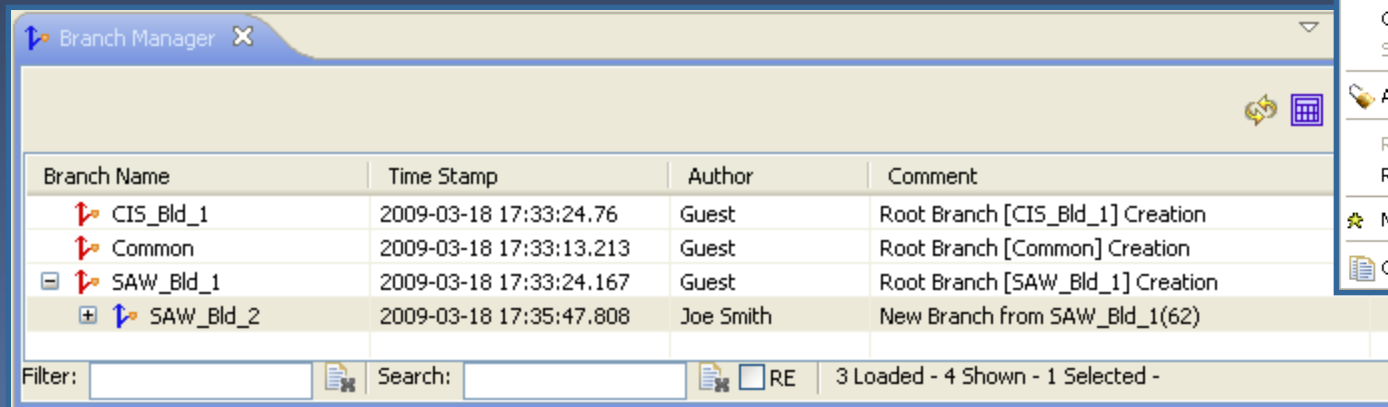 Branch Manager
Branch Name Time Stamp Author Comment
CIS_Bld_1 2009-03-18 17:33:24.76 Guest Root Branch [CIS_Bld_1] Creation
Common 2009-03-18 17:33:13.213 Guest Root Branch [Common] Creation
SAW_Bld_1 2009-03-18 17:33:24.167 Guest Root Branch [SAW_Bld_1] Creation
SAW_Bld_2 2009-03-18 17:35:47.808 Joe Smith New Branch from SAW_Bld_1(62)
Filter: Search: RE 3 Loaded - 4 Shown - 1 Selected -